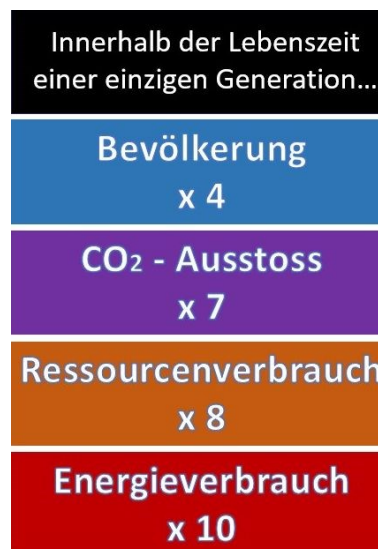 Innerhalb der Lebenszeit
einer einzigen Generation...
Bevölkerung
x 4
CO₂ - Ausstoss
x 7
Ressourcenverbrauch
x 8
Energieverbrauch
x 10